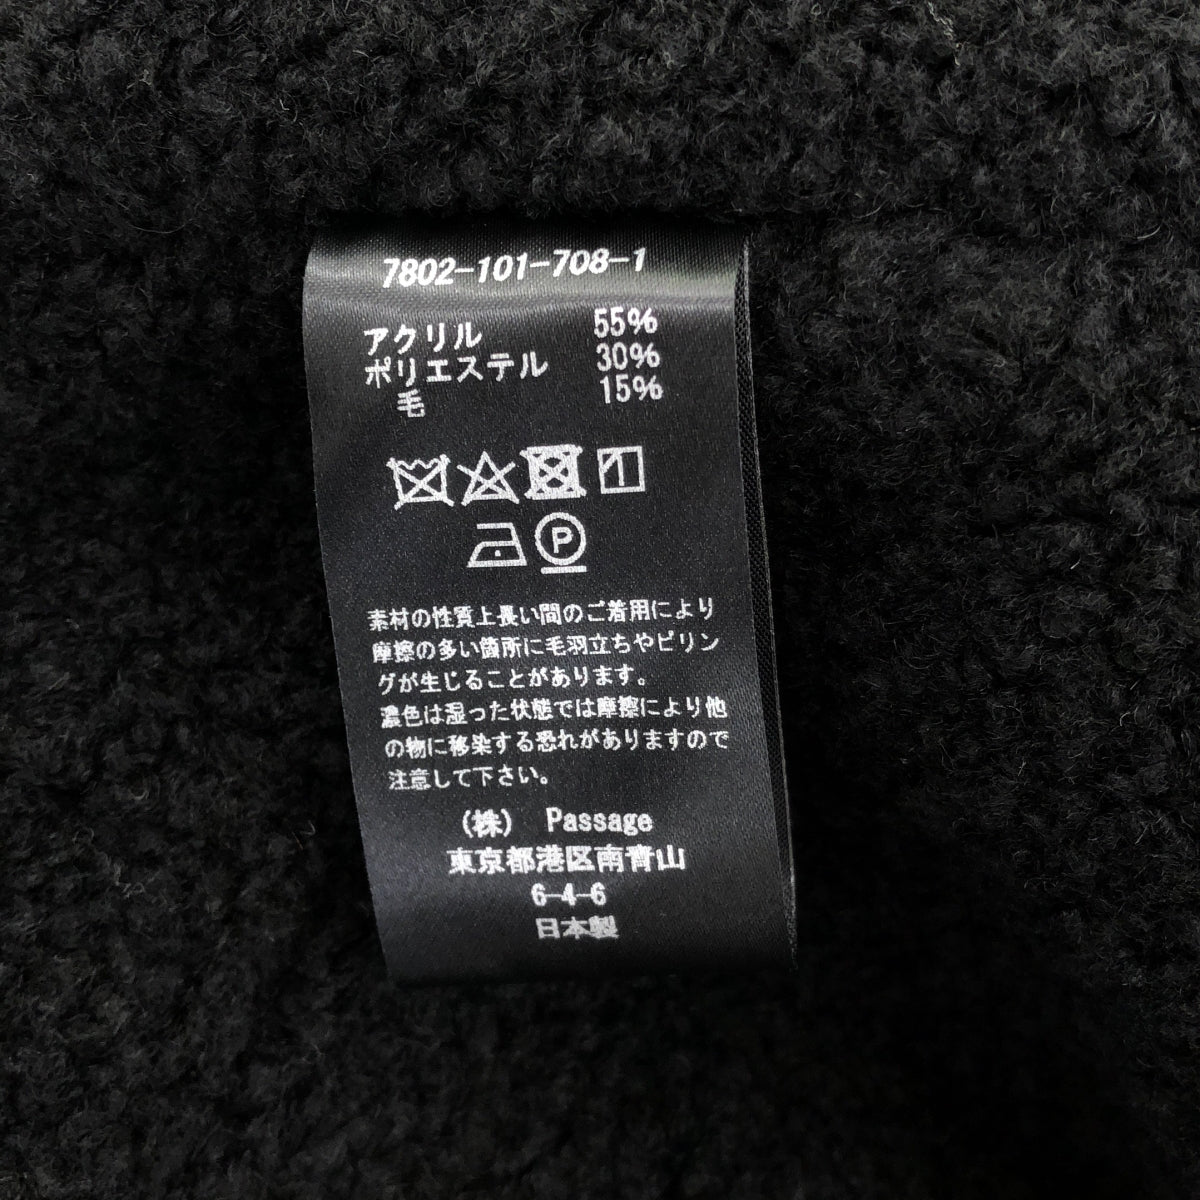 7802-101-708-1
アクリル 55%
ポリエステル 30%
毛 15%
P
素材の性質上長い間のご着用により
摩擦の多い箇所に毛羽立ちやピリン
グが生じることがあります。
濃色は湿った状態では摩擦により他
の物に移染する恐れがありますので
注意して下さい。
(株) Passage
東京都港区南青山
6-4-6
日本製